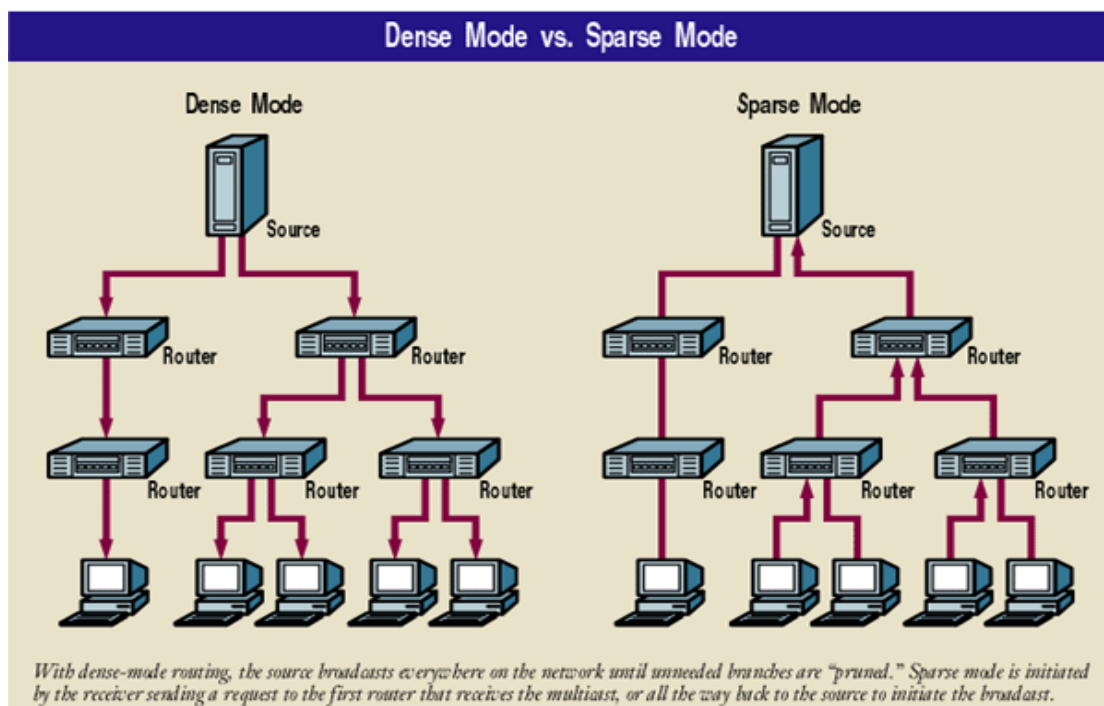 Dense Mode vs. Sparse Mode
Dense Mode
Sparse Mode
Source
Source
Router
Router
Router
Router
Router
Router
Router
Router
Router
Router
With dense-mode routing, the source broadcasts everywhere on the network until unneeded branches are “pruned.” Sparse mode is initiated
by the receiver sending a request to the first router that receives the multicast, or all the way back to the source to initiate the broadcast.